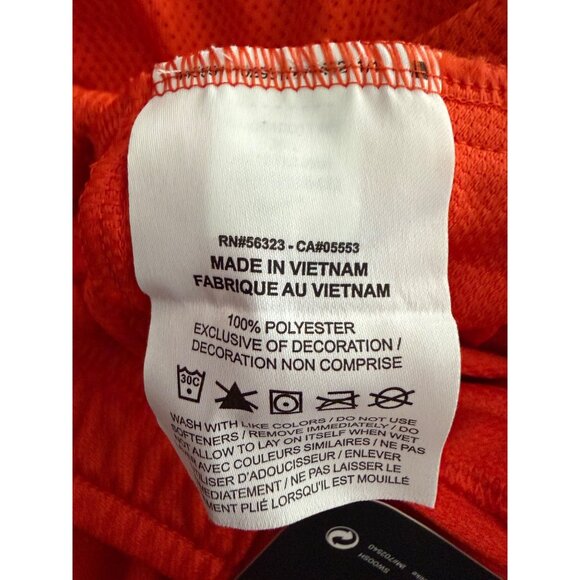 RN#56323 - CA#05553
MADE IN VIETNAM
FABRIQUE AU VIETNAM
100% POLYESTER
EXCLUSIVE OF DECORATION /
DECORATION NON COMPRISE
30C
WASH WITH LIKE COLORS / DO NOT USE
SOFTENERS / REMOVE IMMEDIATELY / DO
NOT ALLOW TO LAY ON ITSELF WHEN WET
AVEC COULEURS SIMILAIRES / NE PAS
D'ADOUCISSEUR / ENLEVER
/ NE PAS LAISSER LE
PLIÉ LORSQU'IL EST MOUILLÉ
SWOOSH